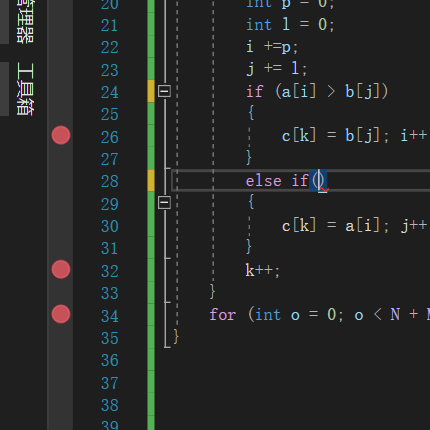 管理器
工具箱
20 int p = 0;
21 int l = 0;
22 i +=p;
23 j += l;
24 if (a[i] > b[j])
25 {
26 c[k] = b[j]; i++
27 }
28 else if()
29 {
30 c[k] = a[i]; j++
31 }
32 k++;
33 }
34 for (int o = 0; o < N +
35 }
36
37
38
39